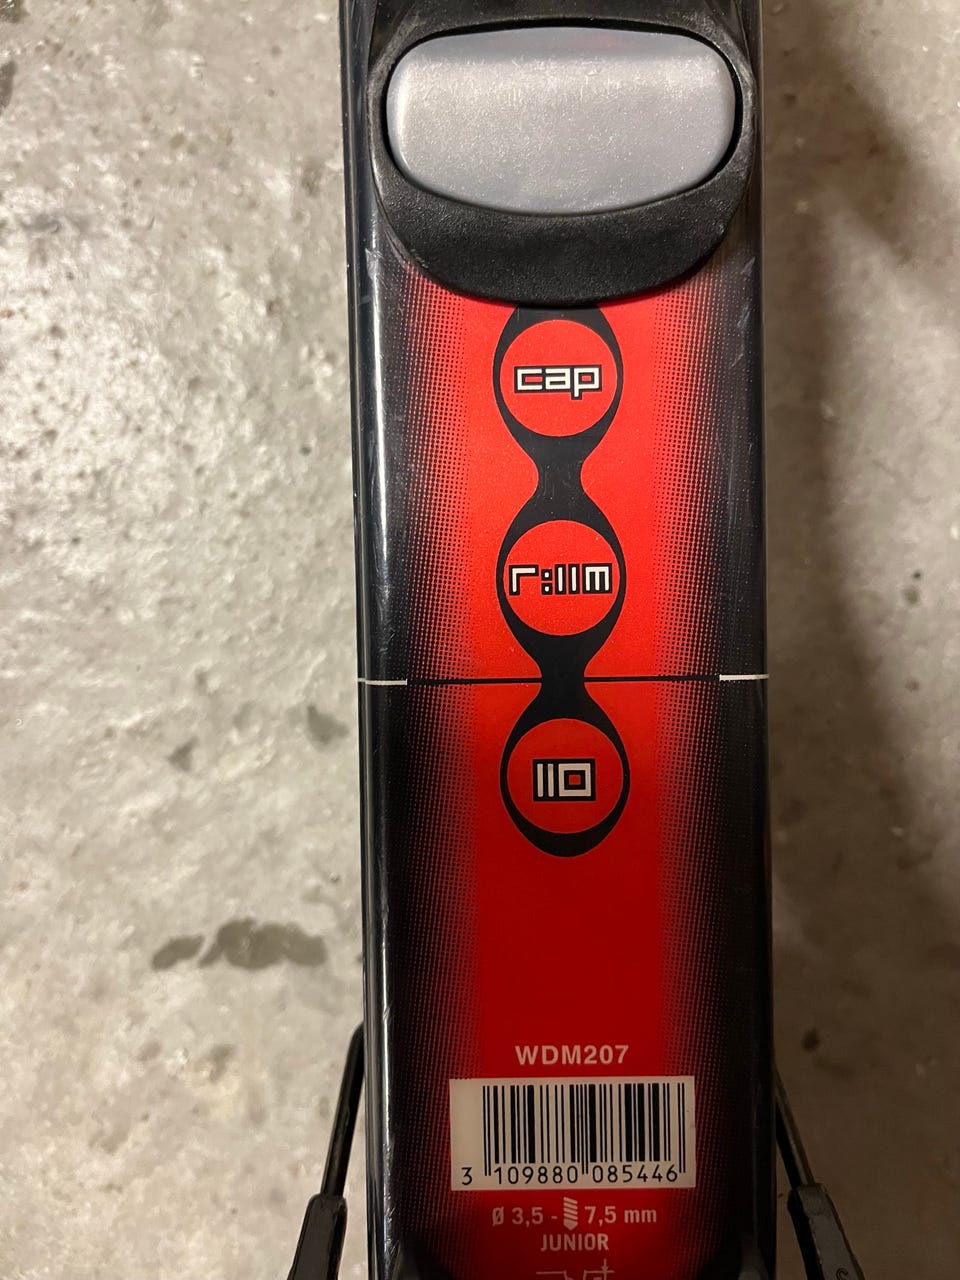 cap
r:11m
110
WDM207
3 109880 085446
Ø 3,5 - 7,5 mm
JUNIOR